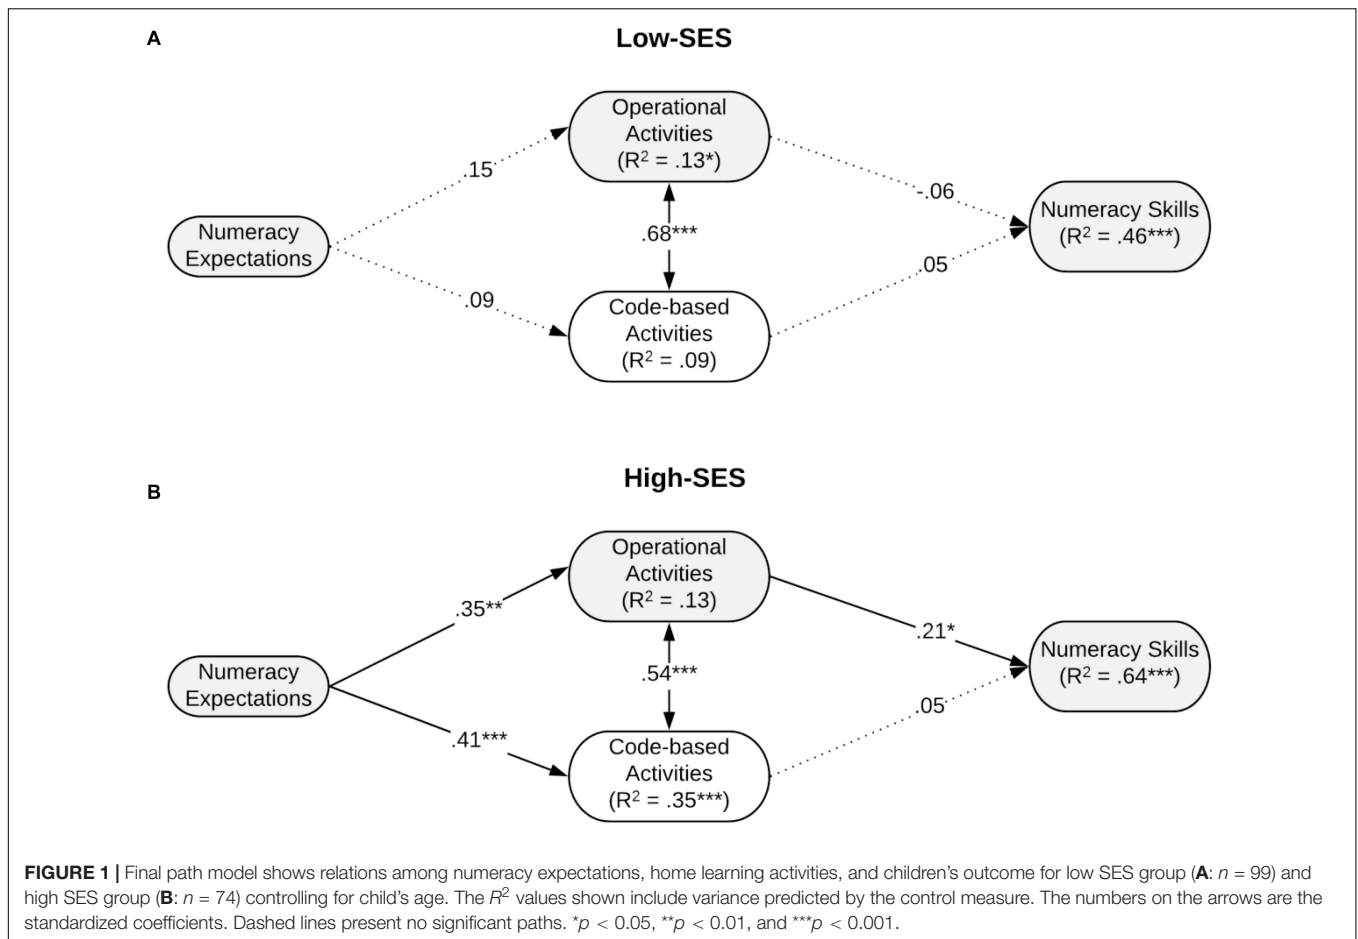 A
Low-SES
Operational
Activities
(R² = .13*)
.15
-.06
Numeracy
Expectations
.68***
Numeracy Skills
(R² = .46***)
.09
.05
Code-based
Activities
(R² = .09)
High-SES
B
Operational
Activities
(R² = .13)
.35**
.21*
Numeracy
Expectations
.54***
Numeracy Skills
(R² = .64***)
.41***
.05
Code-based
Activities
(R² = .35***)
FIGURE 1 | Final path model shows relations among numeracy expectations, home learning activities, and children's outcome for low SES group (A: n = 99) and
high SES group (B: n = 74) controlling for child's age. The R² values shown include variance predicted by the control measure. The numbers on the arrows are the
standardized coefficients. Dashed lines present no significant paths. *p < 0.05, **p < 0.01, and ***p < 0.001.